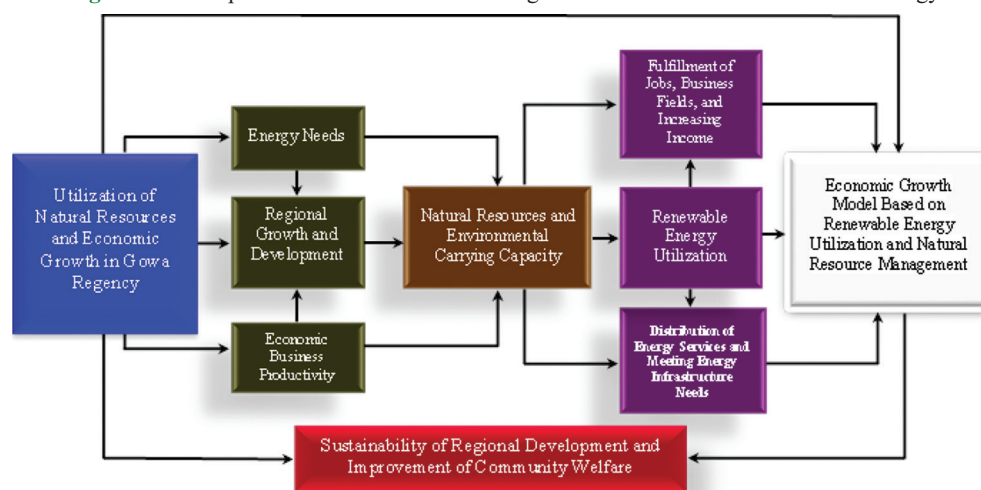 Fulfillment of
Jobs, Business
Fields, and
Increasing
Income
Energy Needs
Utilization of
Natural Resources
and Economic
Growth in Gowa
Regency
Regional
Growth and
Development
Natural Resources and
Environmental
Carrying Capacity
Renewable
Energy
Utilization
Economic Growth
Model Based on
Renewable Energy
Utilization and Natural
Resource Management
Economic
Business
Productivity
Distribution of
Energy Services and
Meeting Energy
Infrastructure
Needs
Sustainability of Regional Development and
Improvement of Community Welfare